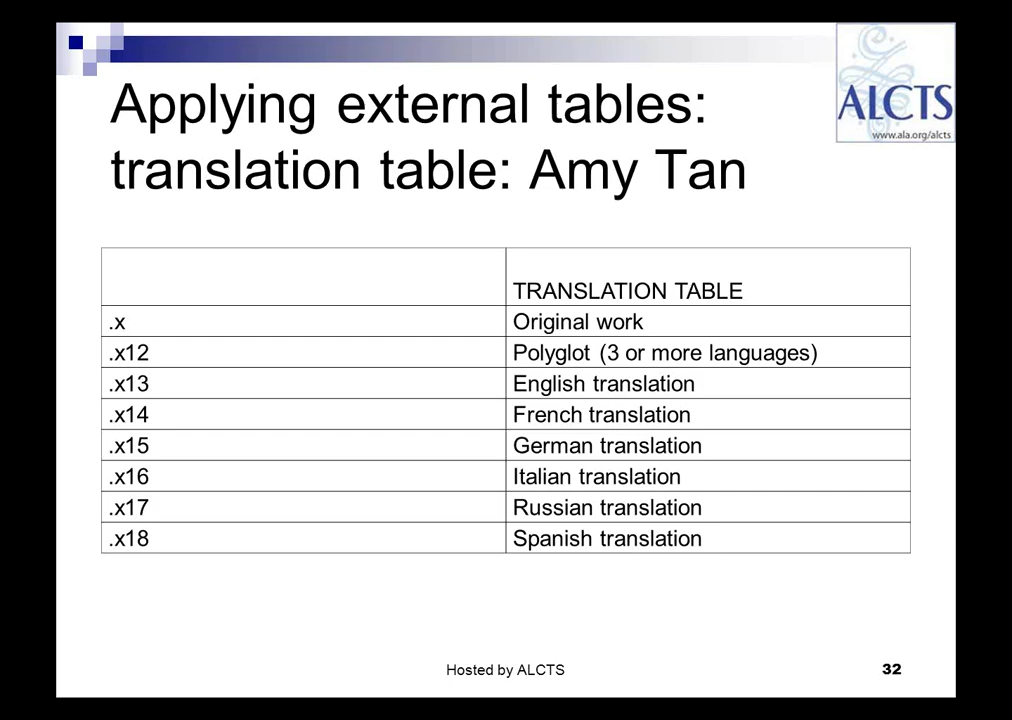 ALCTS
www.ala.org/alcts
Applying external tables:
translation table: Amy Tan
TRANSLATION TABLE
.x Original work
.x12 Polyglot (3 or more languages)
.x13 English translation
.x14 French translation
.x15 German translation
.x16 Italian translation
.x17 Russian translation
.x18 Spanish translation
Hosted by ALCTS 32